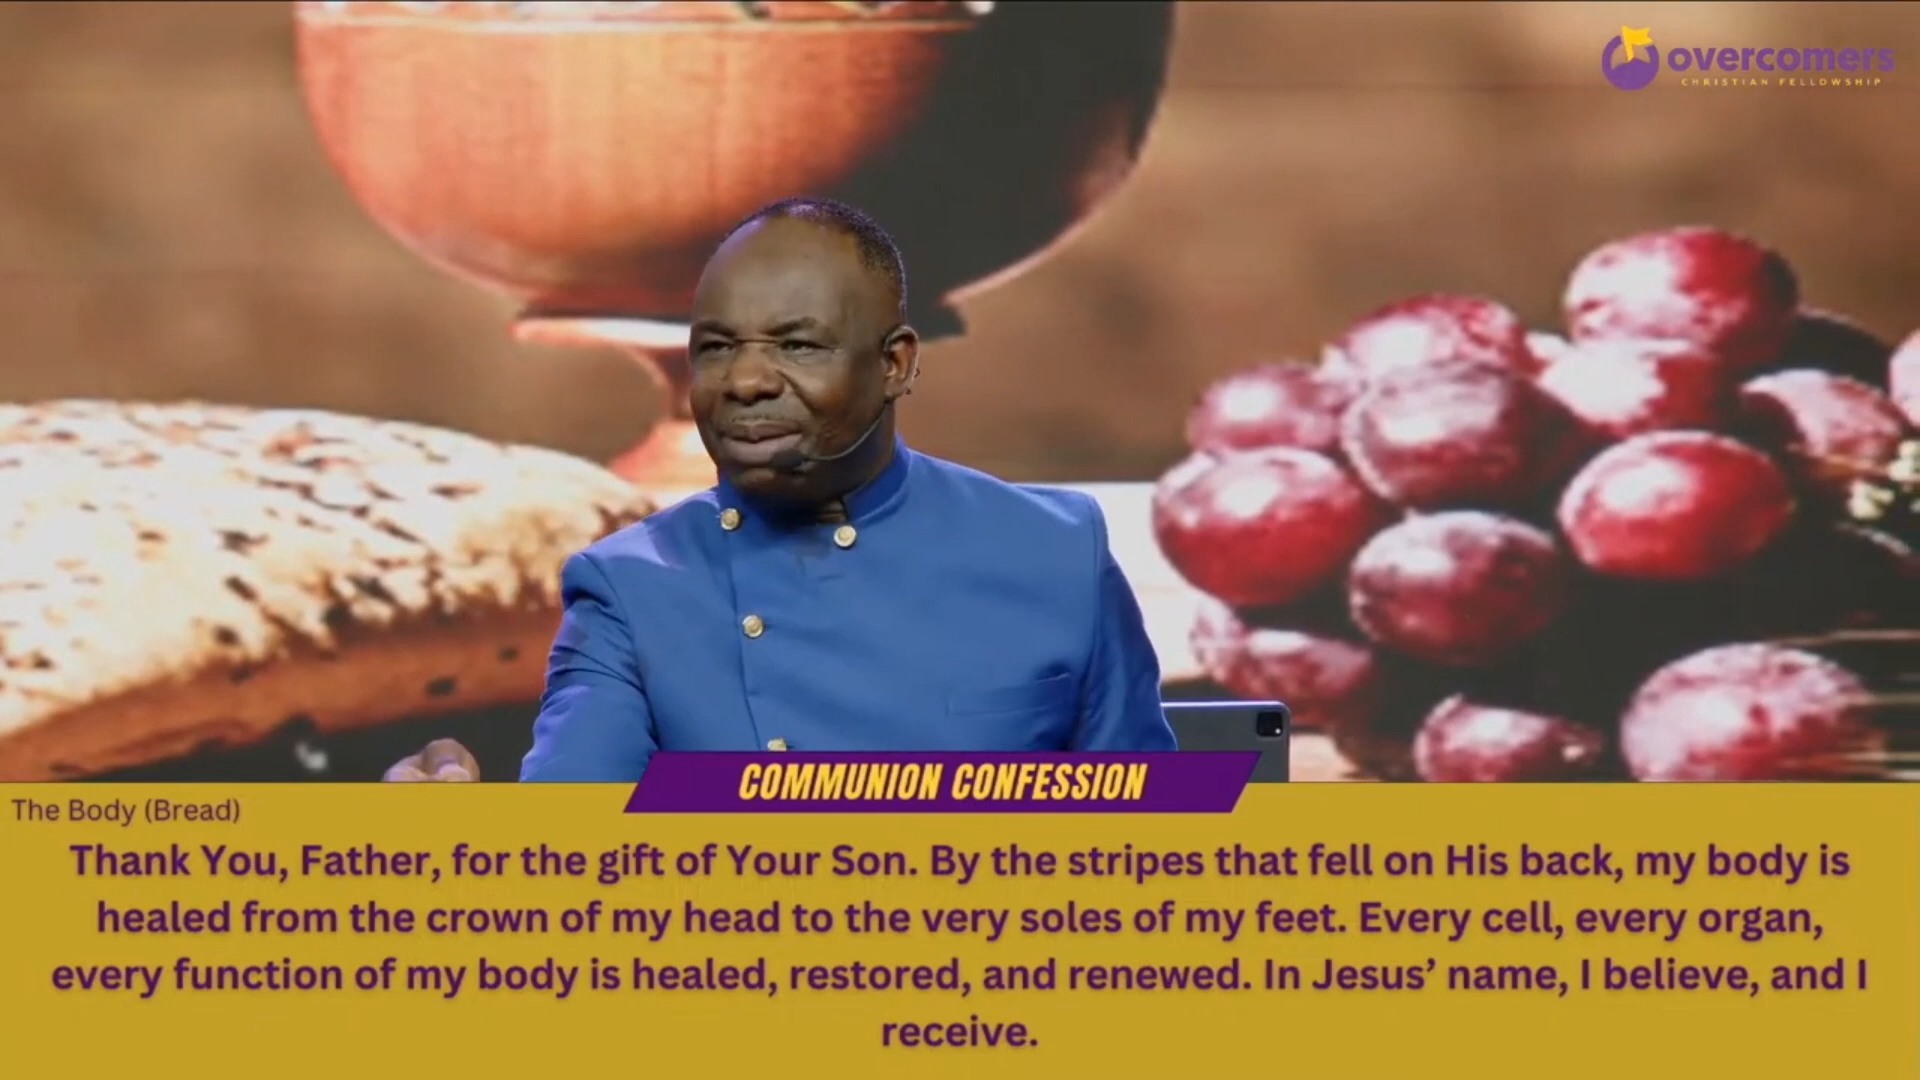 overcomers
CHRISTIAN FELLOWSHIP
COMMUNION CONFESSION
The Body (Bread)
Thank You, Father, for the gift of Your Son. By the stripes that fell on His back, my body is
healed from the crown of my head to the very soles of my feet. Every cell, every organ,
every function of my body is healed, restored, and renewed. In Jesus’ name, I believe, and I
receive.